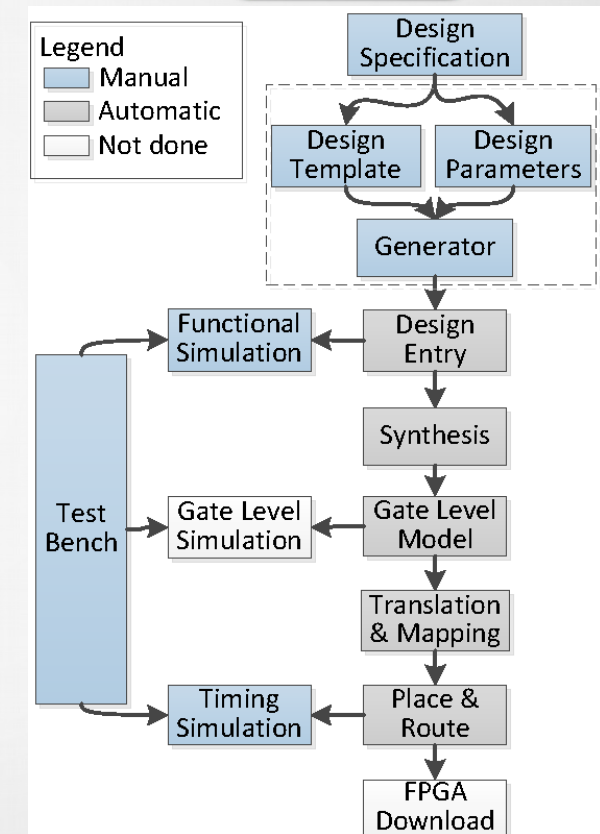 Legend
Manual
Automatic
Not done
Design
Specification
Design
Template
Design
Parameters
Generator
Functional
Simulation
Design
Entry
Synthesis
Test
Bench
Gate Level
Simulation
Gate Level
Model
Translation
& Mapping
Timing
Simulation
Place &
Route
FPGA
Download